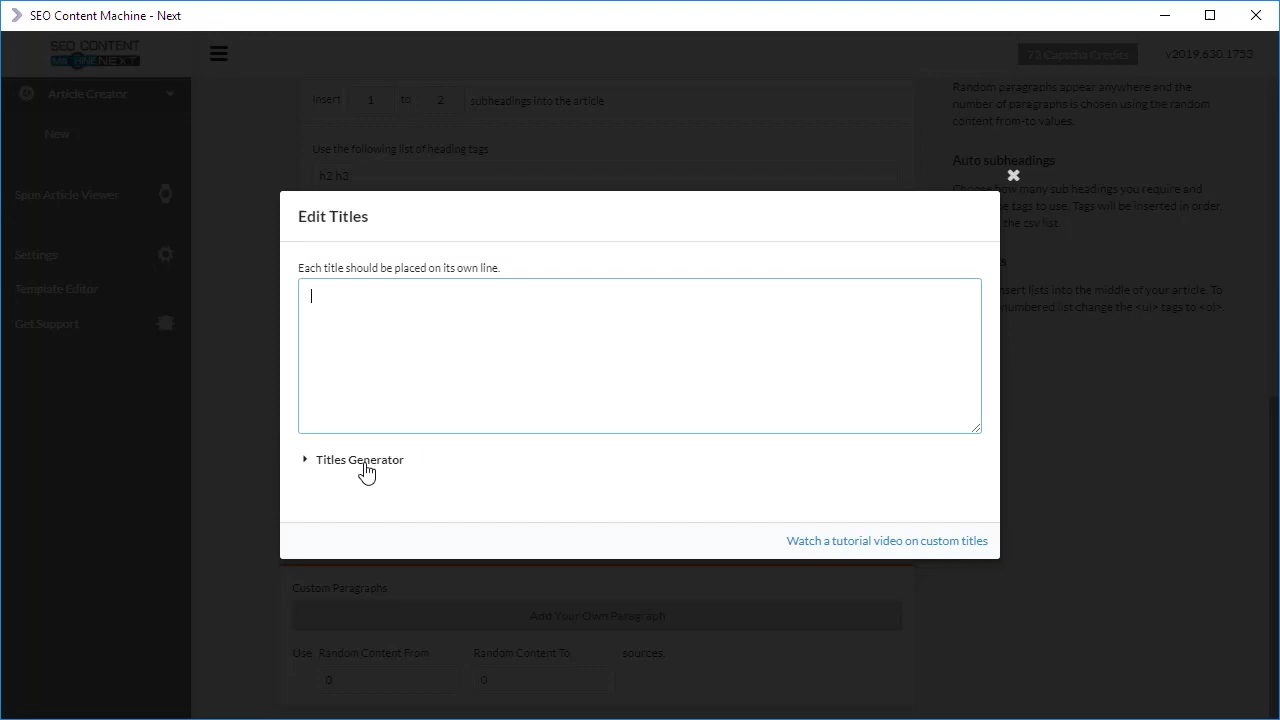 SEO Content Machine - Next
SEO CONTENT
MACHINE NEXT
73 Captcha Credits
v2019.630.1753
Article Creator
New
Spun Article Viewer
Settings
Template Editor
Get Support
Insert 1 to 2 subheadings into the article
Use the following list of heading tags
h2,h3
Random paragraphs appear anywhere and the
number of paragraphs is chosen using the random
content from-to values.
Auto subheadings
Choose how many sub headings you require and
tags to use. Tags will be inserted in order,
the csv list.
insert lists into the middle of your article. To
numbered list change the <ul> tags to <ol>
Edit Titles
Each title should be placed on its own line.
Titles Generator
Watch a tutorial video on custom titles
Custom Paragraphs
Add Your Own Paragraph
Use Random Content From Random Content To sources.
0 0